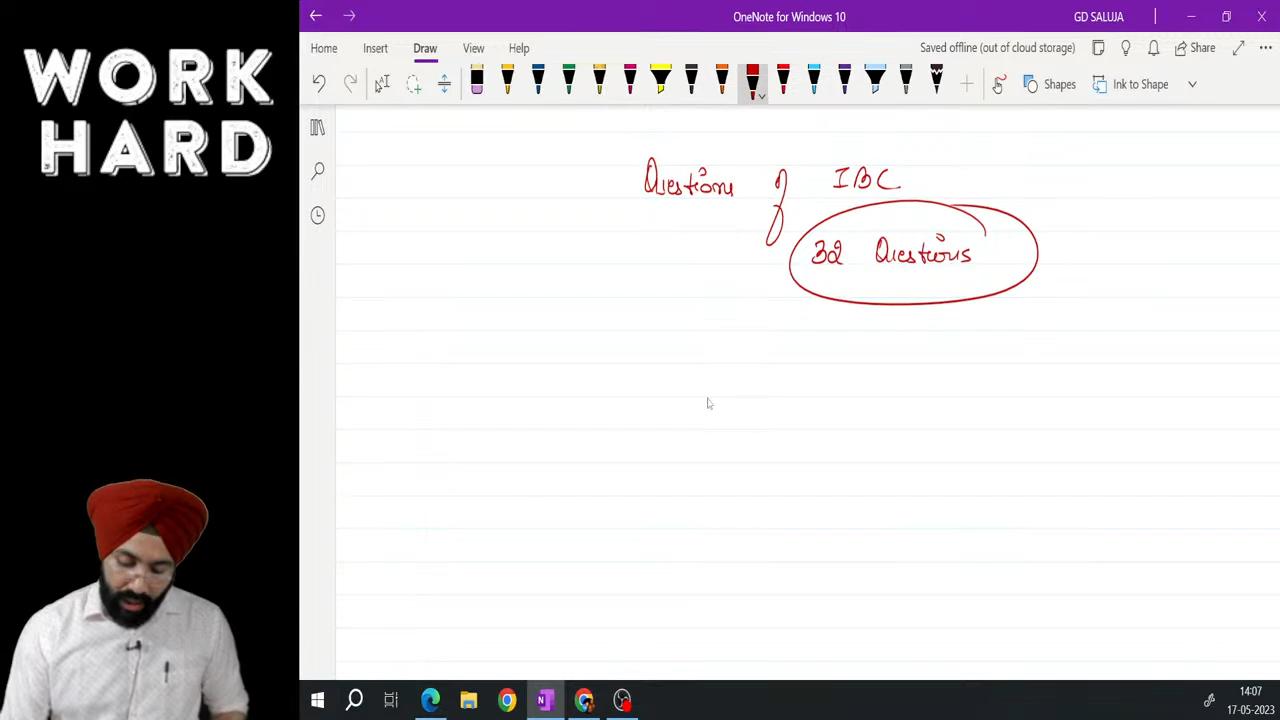 WORK
HARD
OneNote for Windows 10
GD SALUJA
Home Insert Draw View Help
Saved offline (out of cloud storage)
Share
Shapes
Ink to Shape
Questions of IBC
32 Questions
14:07
17-05-2023